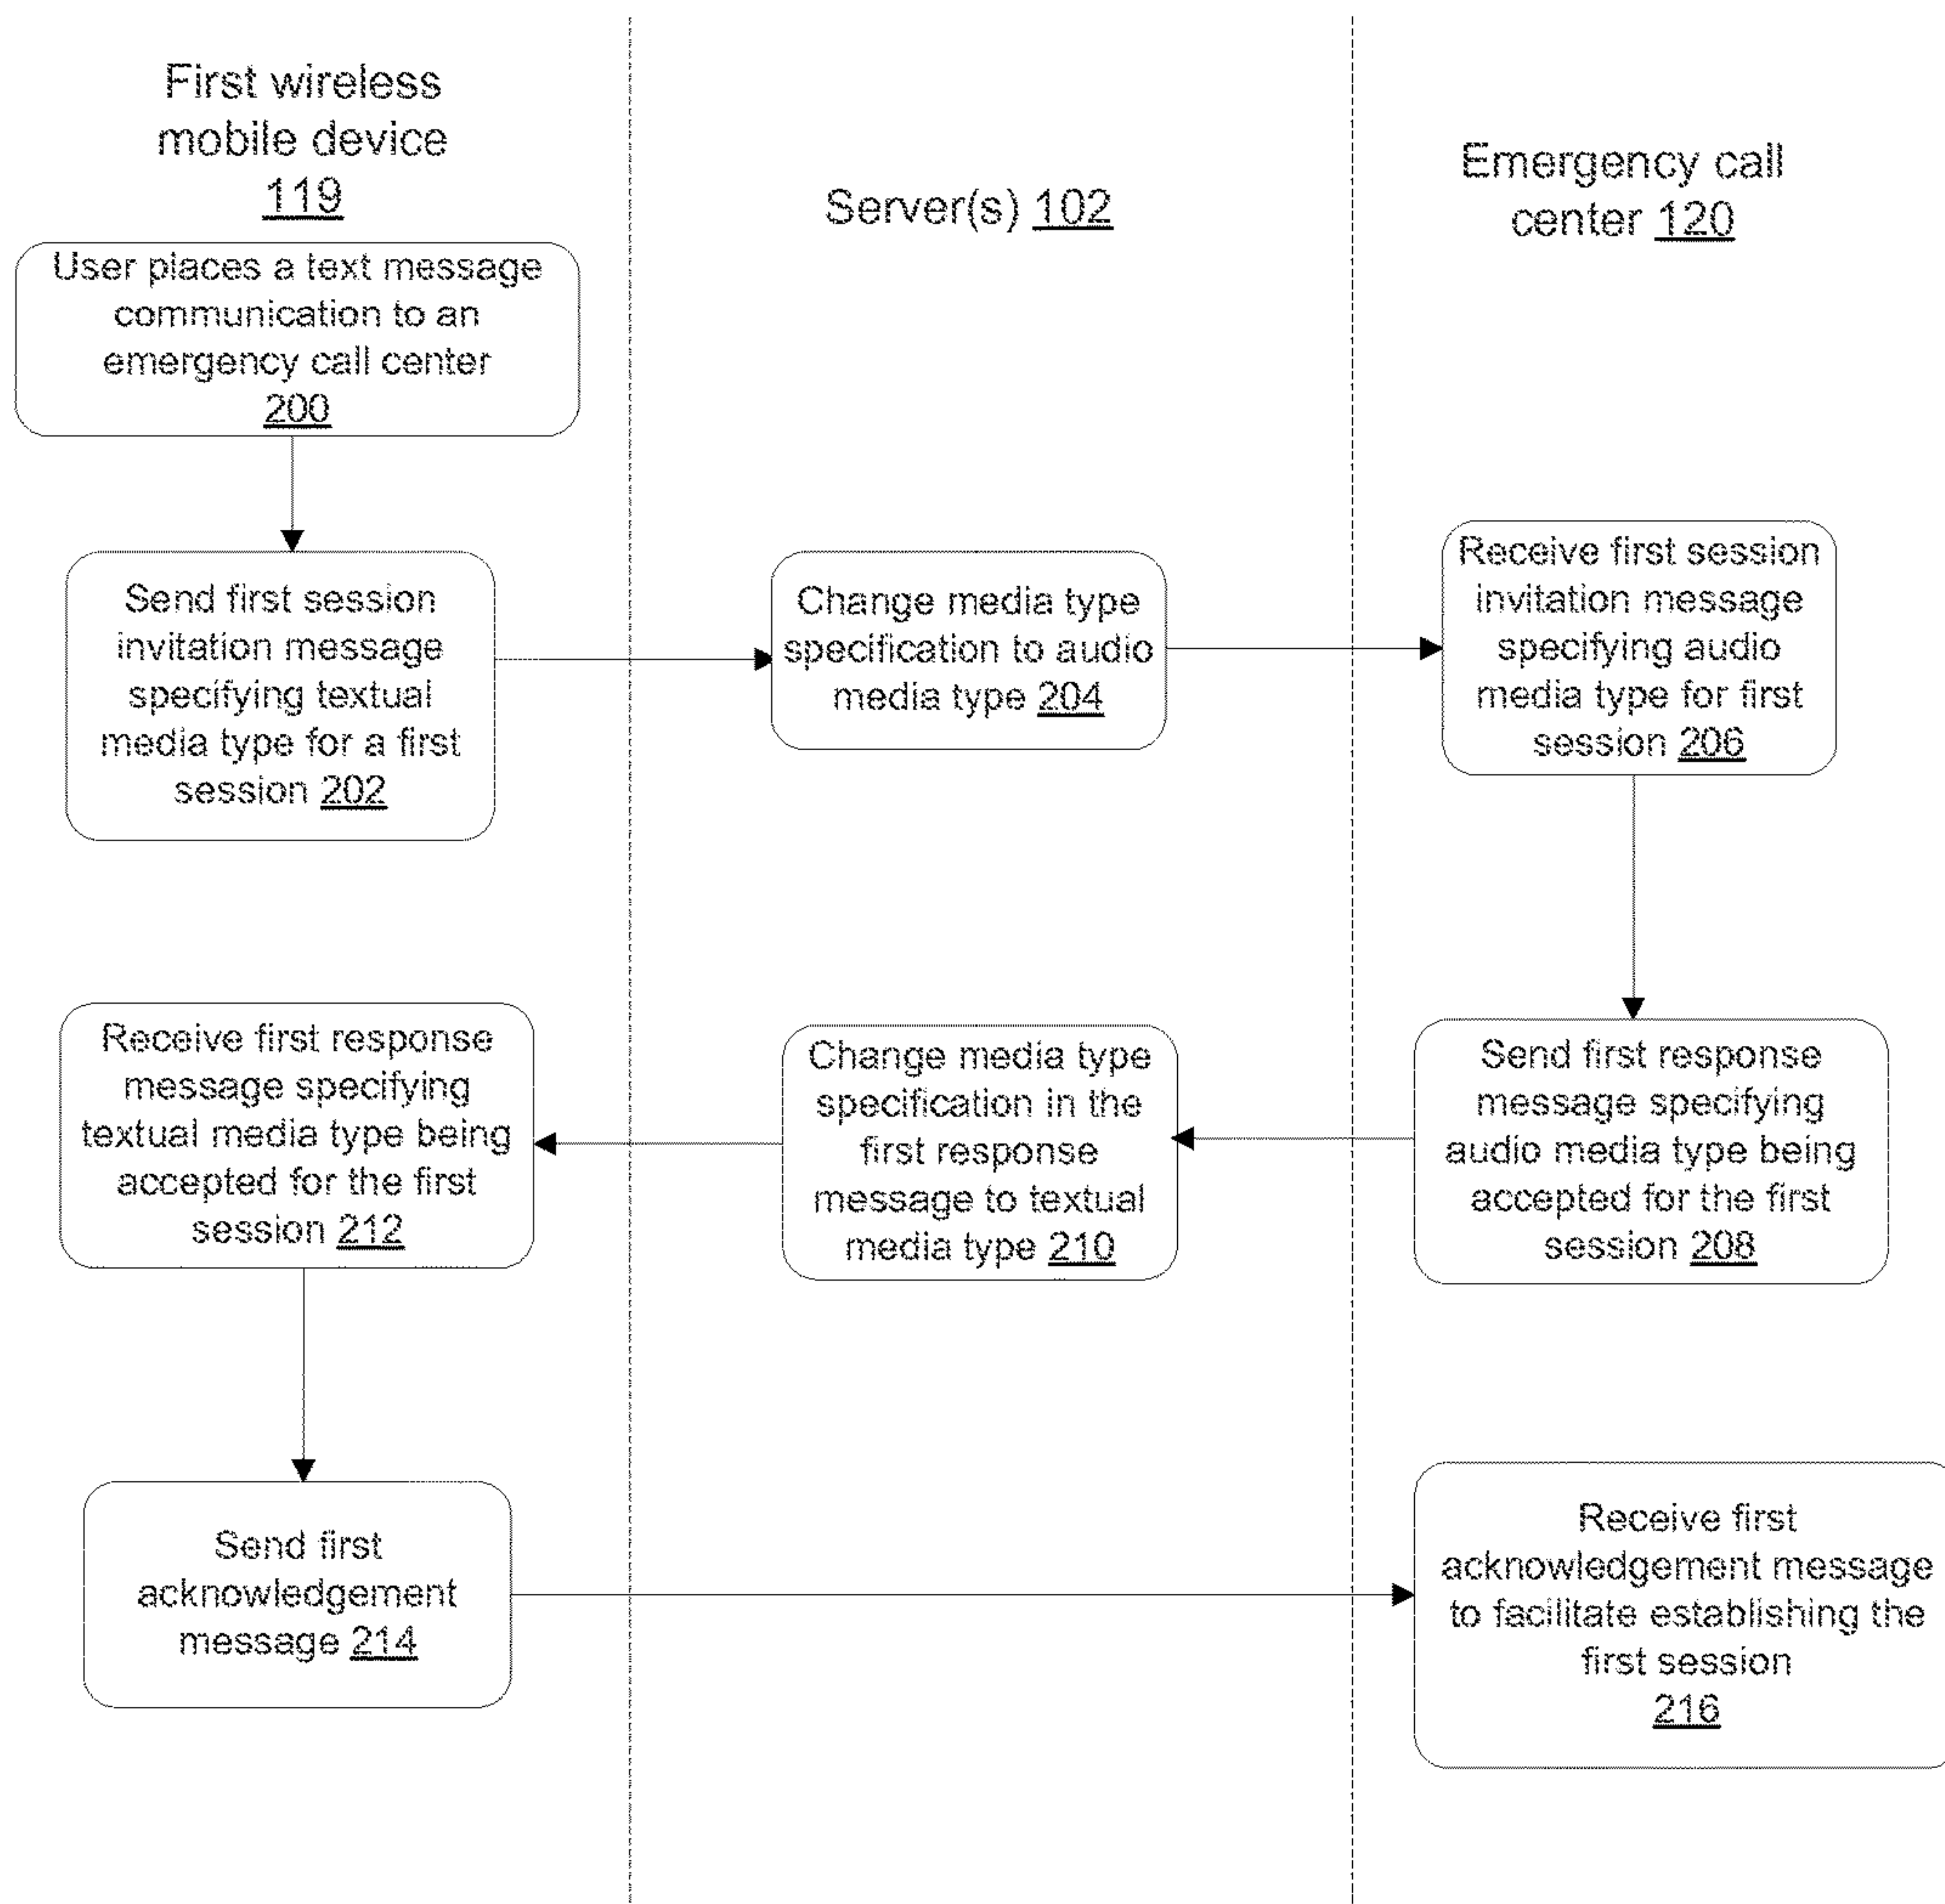 First wireless
mobile device
119
Server(s) 102
Emergency call
center 120
User places a text message
communication to an
emergency call center
200
Send first session
invitation message
specifying textual
media type for a first
session 202
Change media type
specification to audio
media type 204
Receive first session
invitation message
specifying audio
media type for first
session 206
Receive first response
message specifying
textual media type being
accepted for the first
session 212
Change media type
specification in the
first response
message to textual
media type 210
Send first response
message specifying
audio media type being
accepted for the first
session 208
Send first
acknowledgement
message 214
Receive first
acknowledgement message
to facilitate establishing the
first session
216